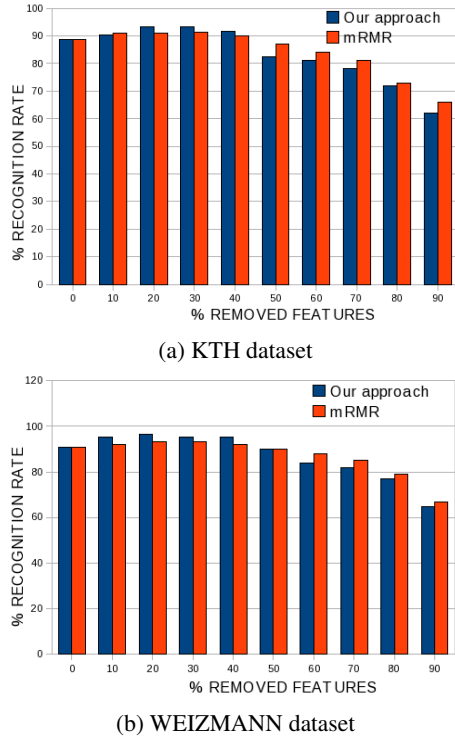 100
90
80
70
60
50
40
30
20
10
0
% RECOGNITION RATE
Our approach
mRMR
0 10 20 30 40 50 60 70 80 90
% REMOVED FEATURES
(a) KTH dataset
120
100
80
60
40
20
0
% RECOGNITION RATE
Our approach
mRMR
0 10 20 30 40 50 60 70 80 90
% REMOVED FEATURES
(b) WEIZMANN dataset